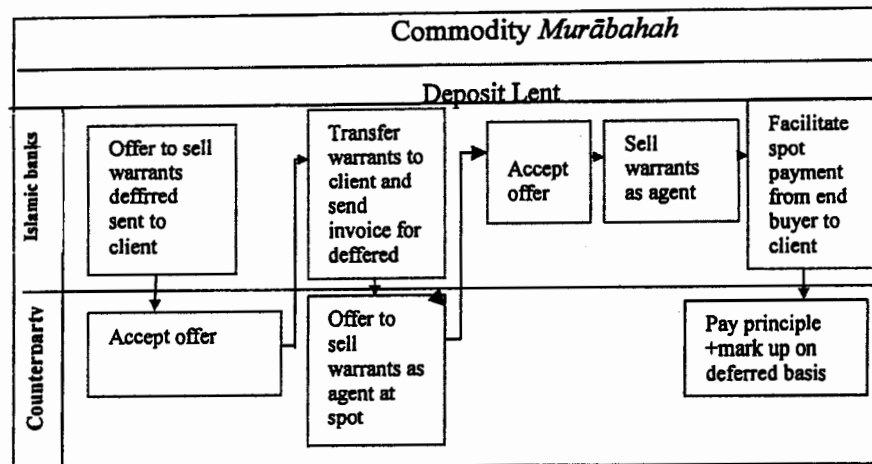 Commodity Murābahah
Deposit Lent
Islamic banks
Offer to sell
warrants
deffrred
sent to
client
Transfer
warrants to
client and
send
invoice for
deffered
Accept
offer
Sell
warrants
as agent
Facilitate
spot
payment
from end
buyer to
client
Counterparty
Accept offer
Offer to
sell
warrants as
agent at
spot
Pay principle
+mark up on
deferred basis